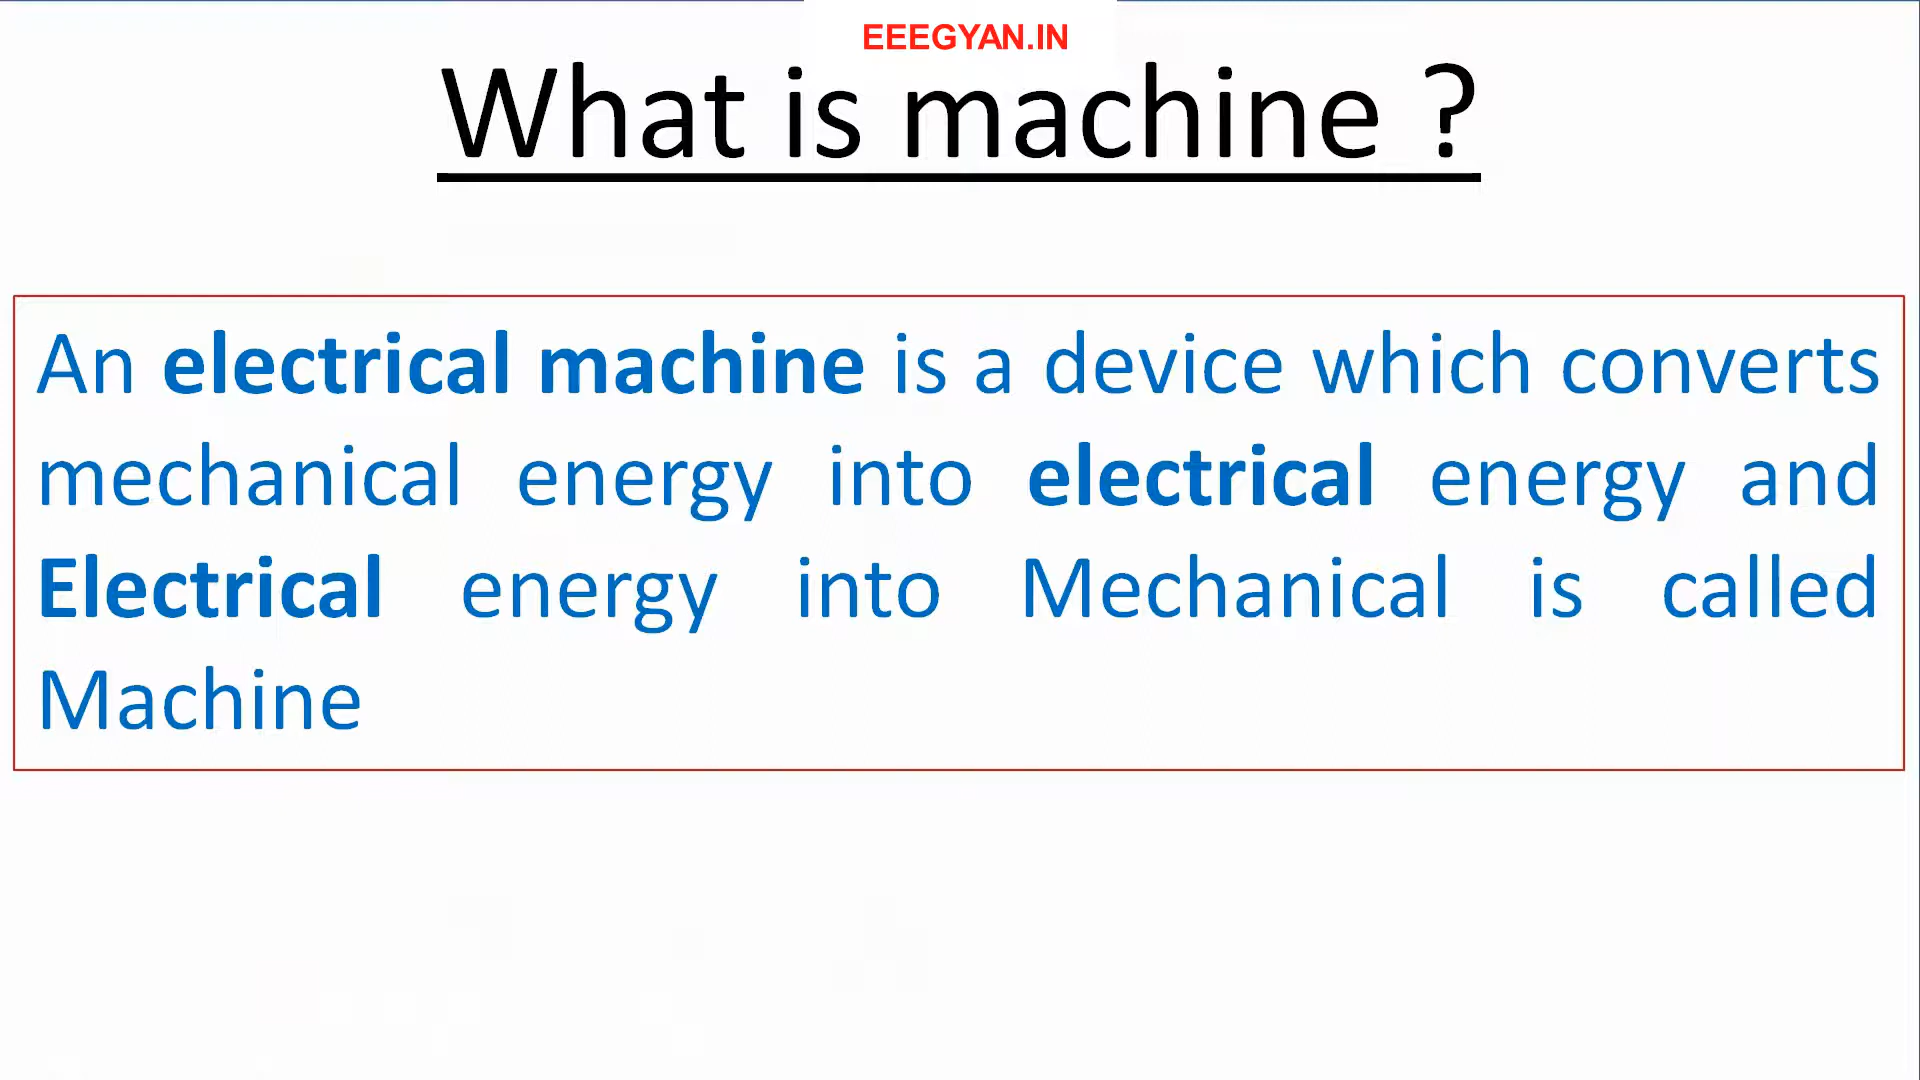 EEEGYAN.IN
What is machine ?
An electrical machine is a device which converts
mechanical energy into electrical energy and
Electrical energy into Mechanical is called
Machine